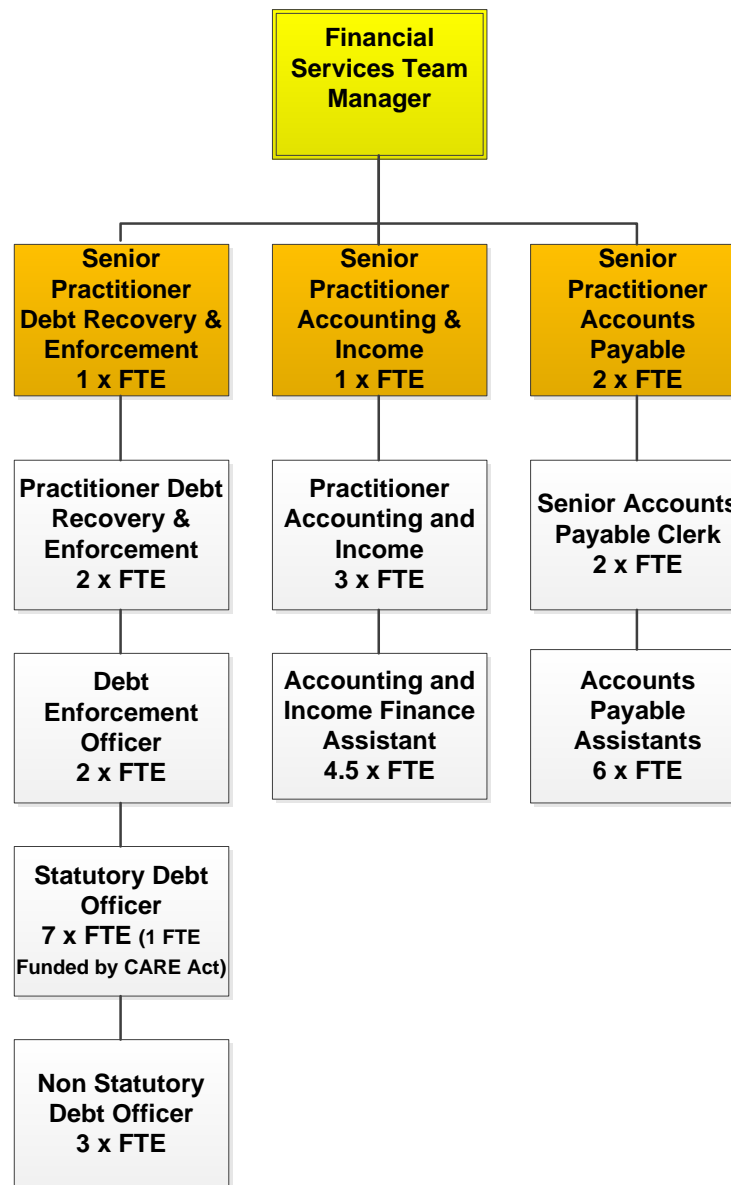 Financial
Services Team
Manager
Senior
Practitioner
Debt Recovery &
Enforcement
1 x FTE
Senior
Practitioner
Accounting &
Income
1 x FTE
Senior
Practitioner
Accounts
Payable
2 x FTE
Practitioner Debt
Recovery &
Enforcement
2 x FTE
Practitioner
Accounting and
Income
3 x FTE
Senior Accounts
Payable Clerk
2 x FTE
Debt
Enforcement
Officer
2 x FTE
Accounting and
Income Finance
Assistant
4.5 x FTE
Accounts
Payable
Assistants
6 x FTE
Statutory Debt
Officer
7 x FTE (1 FTE
Funded by CARE Act)
Non Statutory
Debt Officer
3 x FTE